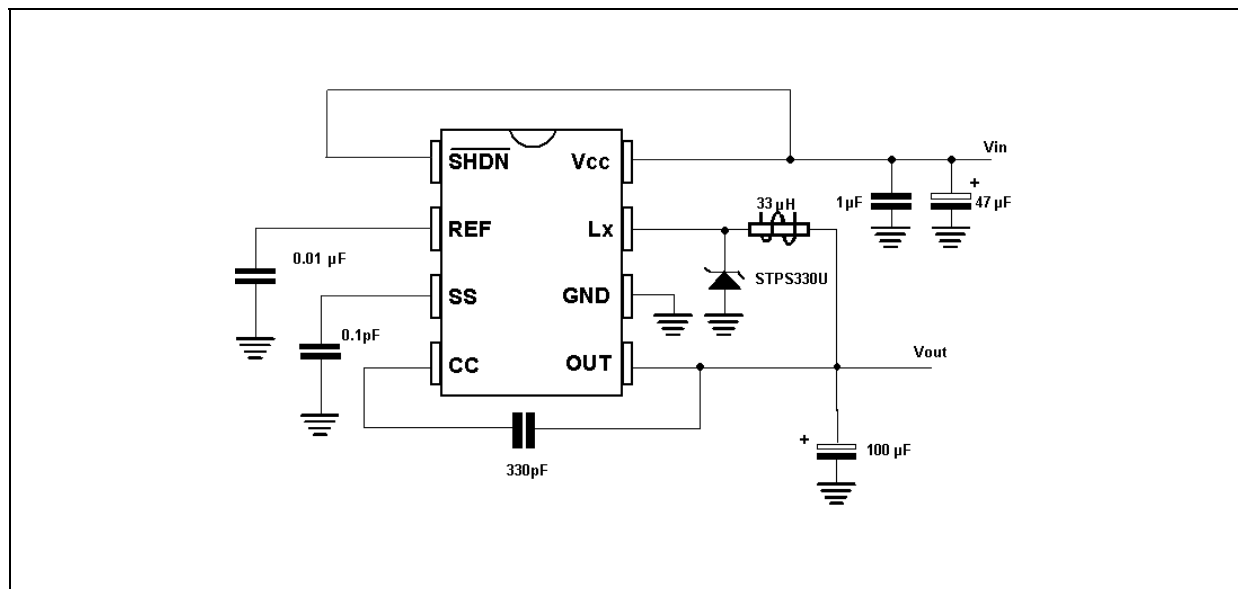 SHDN
Vcc
Vin
+
1µF
47 µF
33 µH
REF
Lx
0.01 µF
STPS330U
SS
GND
0.1pF
Vout
CC
OUT
+
100 µF
330pF